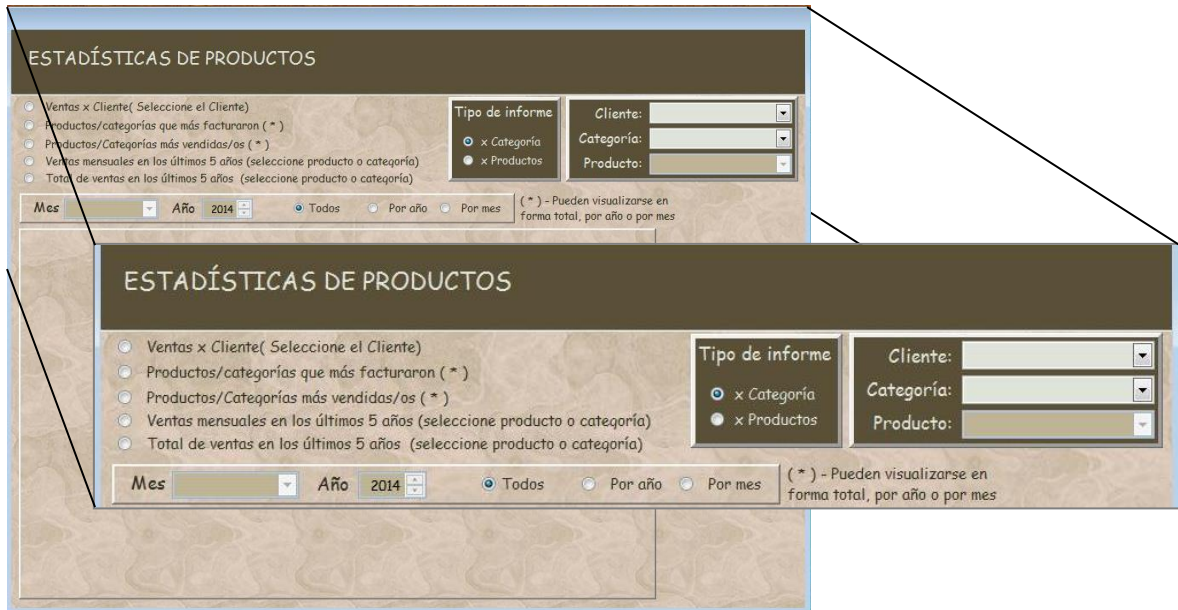 ESTADÍSTICAS DE PRODUCTOS
Ventas x Cliente( Seleccione el Cliente)
Productos/categorías que más facturaron ( * )
Productos/Categorías más vendidas/os ( * )
Ventas mensuales en los últimos 5 años (seleccione producto o categoría)
Total de ventas en los últimos 5 años (seleccione producto o categoría)
Tipo de informe
x Categoría
x Productos
Cliente:
Categoría:
Producto:
Mes Año 2014 Todos Por año Por mes
( * ) - Pueden visualizarse en
forma total, por año o por mes
ESTADÍSTICAS DE PRODUCTOS
Ventas x Cliente( Seleccione el Cliente)
Productos/categorías que más facturaron ( * )
Productos/Categorías más vendidas/os ( * )
Ventas mensuales en los últimos 5 años (seleccione producto o categoría)
Total de ventas en los últimos 5 años (seleccione producto o categoría)
Tipo de informe
x Categoría
x Productos
Cliente:
Categoría:
Producto:
Mes Año 2014 Todos Por año Por mes
( * ) - Pueden visualizarse en
forma total, por año o por mes